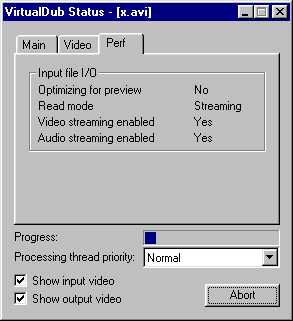 VirtualDub Status - [x.avi]
Main Video Perf
Input file I/O
Optimizing for preview No
Read mode Streaming
Video streaming enabled Yes
Audio streaming enabled Yes
Progress:
Processing thread priority: Normal
Show input video
Show output video
Abort